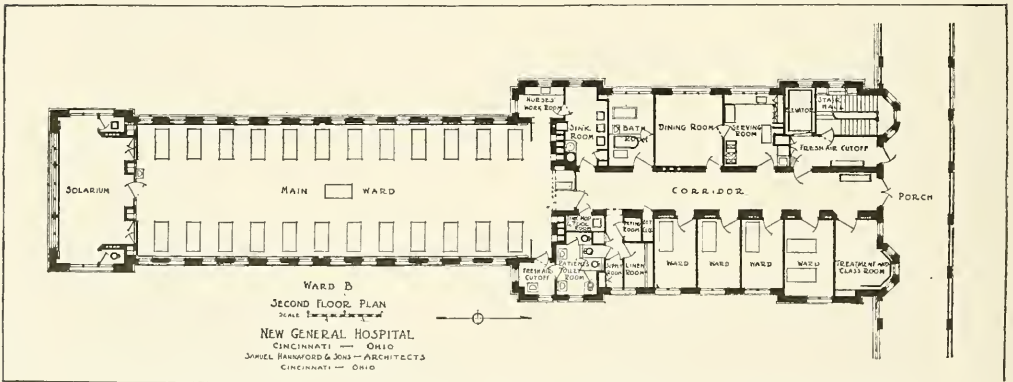 NURSES'
WORK ROOM
SINK
ROOM
BATH
ROOM
DINING ROOM
SERVING
ROOM
ELEVATOR
STAIR
HALL
FRESH AIR CUTOFF
SOLARIUM
MAIN WARD
CORRIDOR
PORCH
ROOM
LINEN
ROOM
WARD
WARD
WARD
WARD
TREATMENT AND
CLASS ROOM
FRESH AIR
CUTOFF
PATIENTS
TOILET
ROOM
WARD B
SECOND FLOOR PLAN
SCALE
NEW GENERAL HOSPITAL
CINCINNATI — OHIO
SAMUEL HANNAFORD & SONS — ARCHITECTS
CINCINNATI — OHIO